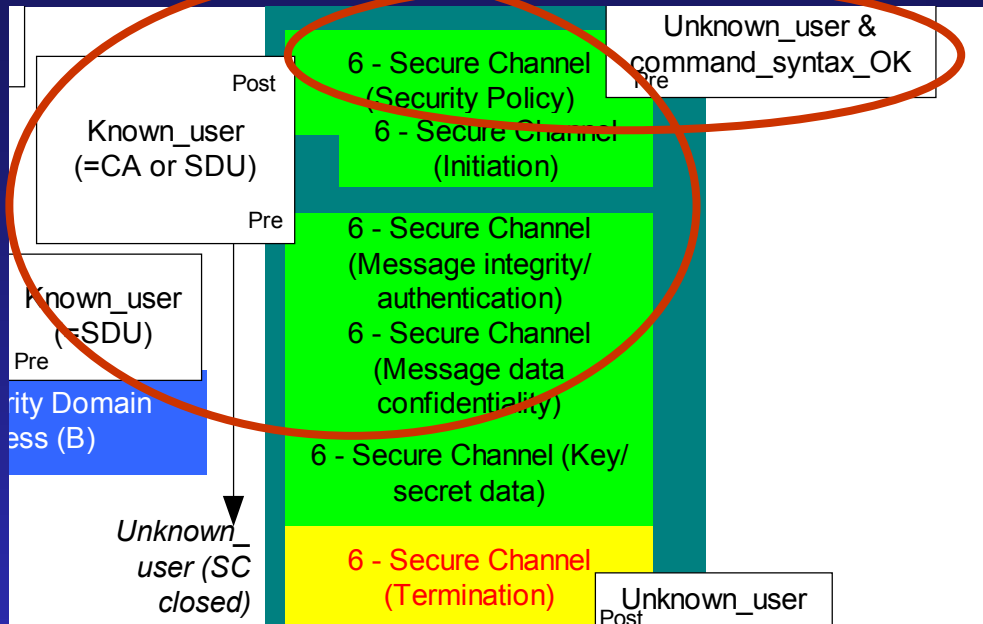 Unknown_user &
command_syntax_OK
Pre
6 - Secure Channel
(Security Policy)
6 - Secure Channel
(Initiation)
Post
Known_user
(=CA or SDU)
Pre
6 - Secure Channel
(Message integrity/
authentication)
6 - Secure Channel
(Message data
confidentiality)
6 - Secure Channel (Key/
secret data)
Known_user
(=SDU)
Pre
rity Domain
ess (B)
Unknown_
user (SC
closed)
6 - Secure Channel
(Termination)
Unknown_user
Post